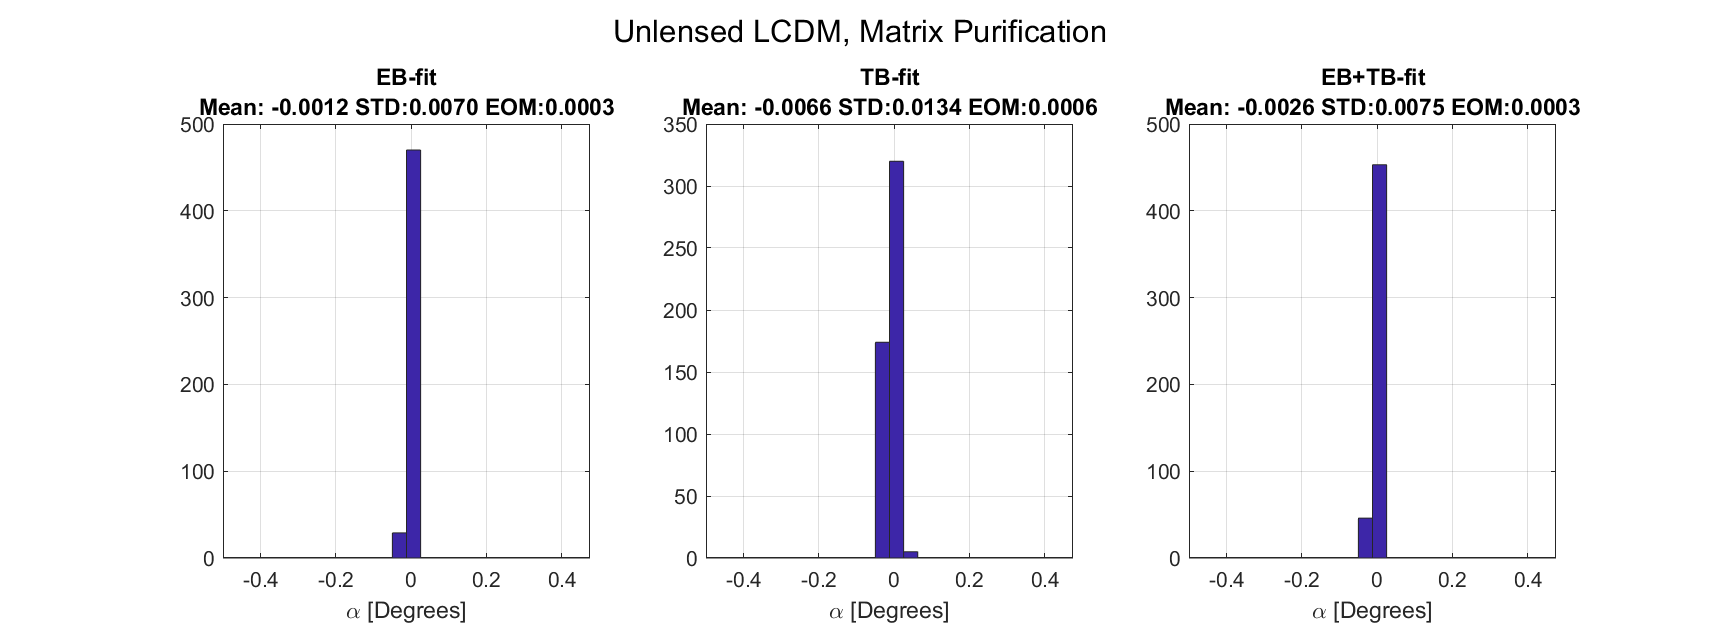 Unlensed LCDM, Matrix Purification
EB-fit
Mean: -0.0012 STD:0.0070 EOM:0.0003
500
400
300
200
100
0
-0.4 -0.2 0 0.2 0.4
α [Degrees]
TB-fit
Mean: -0.0066 STD:0.0134 EOM:0.0006
350
300
250
200
150
100
50
0
-0.4 -0.2 0 0.2 0.4
α [Degrees]
EB+TB-fit
Mean: -0.0026 STD:0.0075 EOM:0.0003
500
400
300
200
100
0
-0.4 -0.2 0 0.2 0.4
α [Degrees]